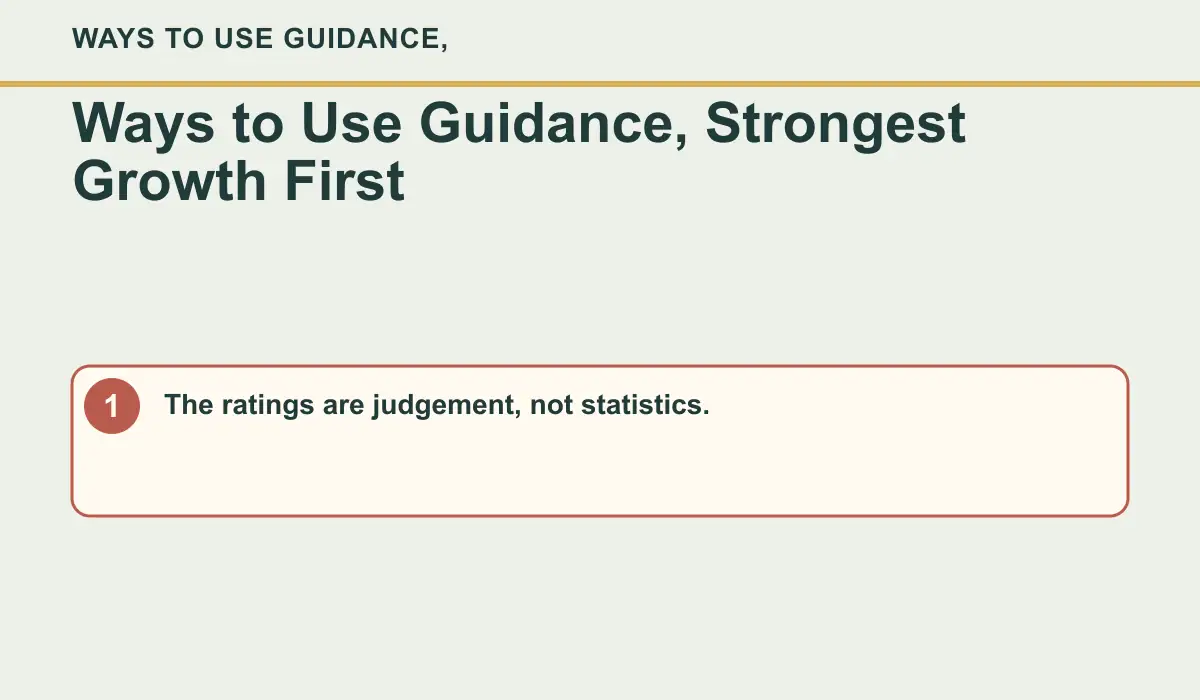 WAYS TO USE GUIDANCE,
Ways to Use Guidance, Strongest
Growth First
1 The ratings are judgement, not statistics.